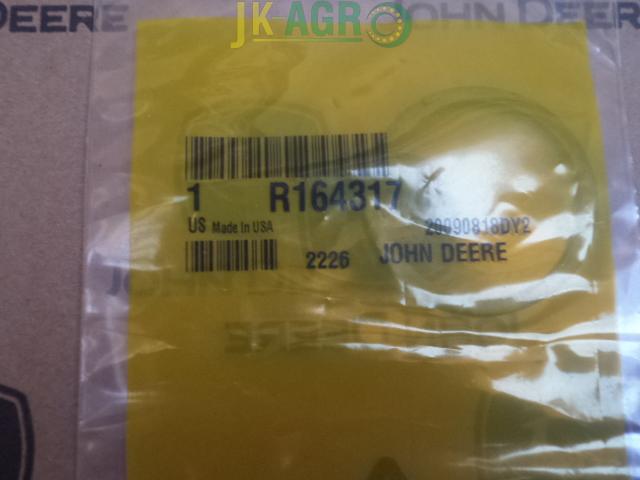 DEERE
JOHN DEERE
JK-AGRO
1 R164317
US Made In USA 20090818DY2
2226 JOHN DEERE